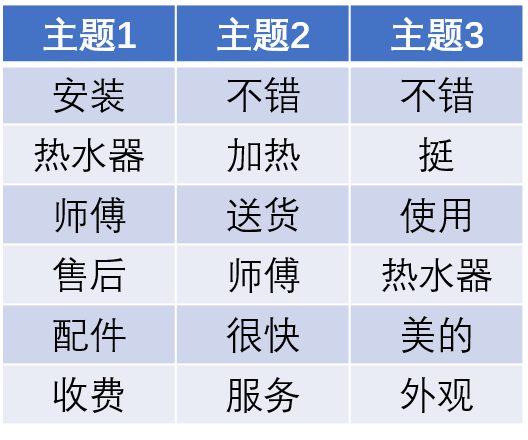 主题1 主题2 主题3
安装 不错 不错
热水器 加热 挺
师傅 送货 使用
售后 师傅 热水器
配件 很快 美的
收费 服务 外观